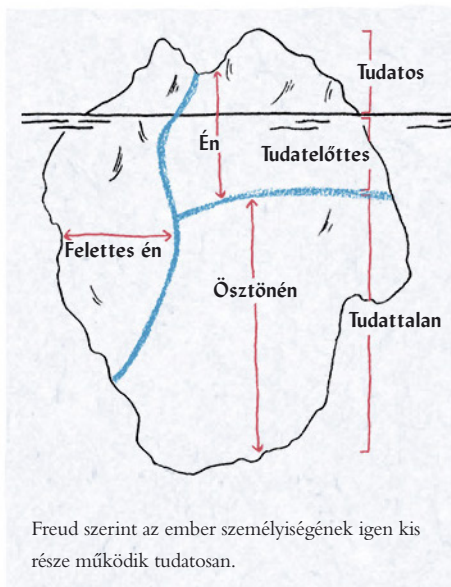 Tudatos
Én
Tudatelőttes
Felettes én
Ösztönén
Tudattalan
Freud szerint az ember személyiségének igen kis
része működik tudatosan.